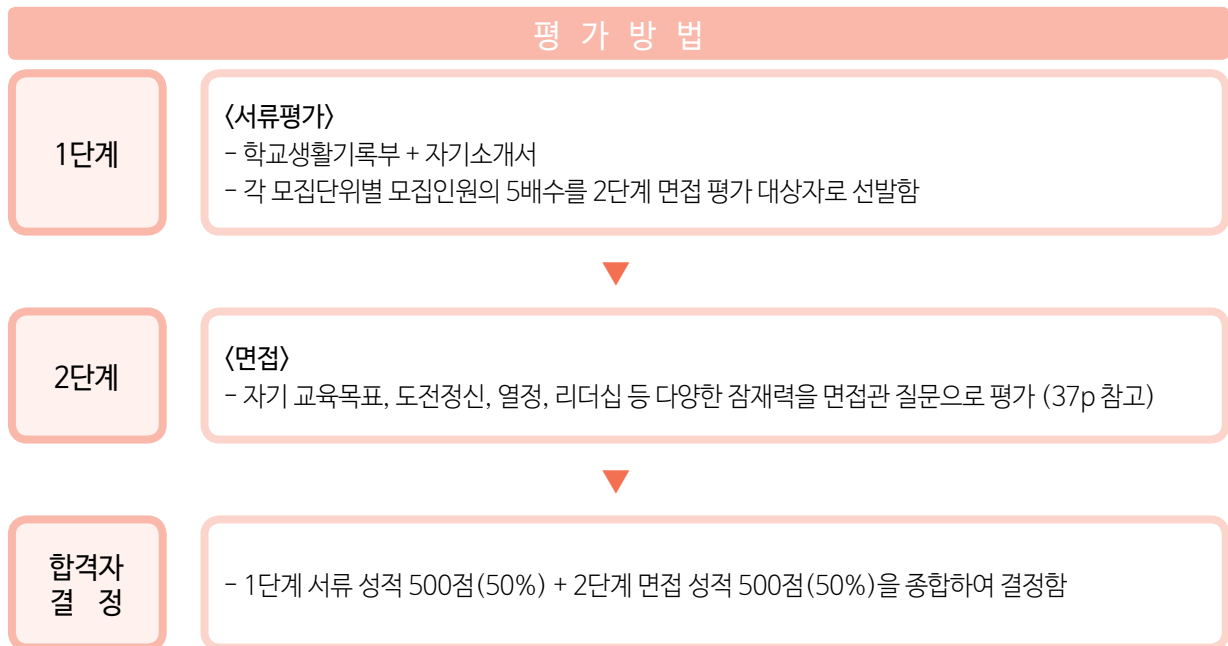 평 가 방 법
1단계
〈서류평가〉
- 학교생활기록부 + 자기소개서
- 각 모집단위별 모집인원의 5배수를 2단계 면접 평가 대상자로 선발함
2단계
〈면접〉
- 자기 교육목표, 도전정신, 열정, 리더십 등 다양한 잠재력을 면접관 질문으로 평가 (37p 참고)
합격자
결 정
- 1단계 서류 성적 500점(50%) + 2단계 면접 성적 500점(50%)을 종합하여 결정함